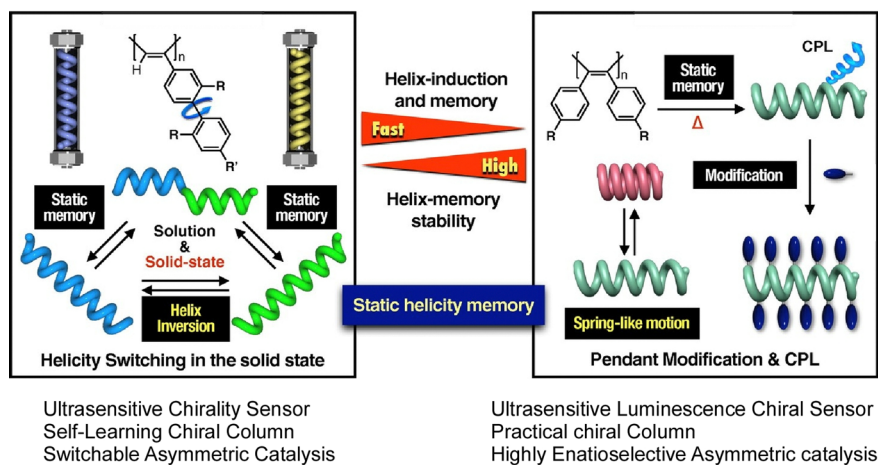 H
n
R
R
R'
Static
memory
Static
memory
Solution
&
Solid-state
Helix
Inversion
Helicity Switching in the solid state
Helix-induction
and memory
Fast
High
Helix-memory
stability
Static helicity memory
n
R
R
Static
memory
Δ
CPL
Modification
Spring-like motion
Pendant Modification & CPL
Ultrasensitive Chirality Sensor
Self-Learning Chiral Column
Switchable Asymmetric Catalysis
Ultrasensitive Luminescence Chiral Sensor
Practical chiral Column
Highly Enatioselective Asymmetric catalysis